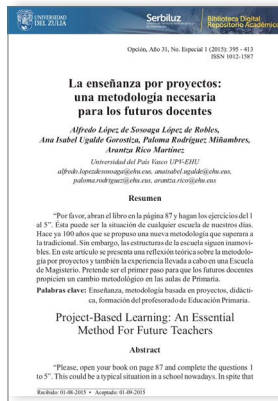 UNIVERSIDAD
DEL ZULIA
Serbiluz
Biblioteca Digital
Repositorio Académico
Opción, Año 31, No. Especial 1 (2015): 395 - 413
ISSN 1012-1587
La enseñanza por proyectos:
una metodología necesaria
para los futuros docentes
Alfredo López de Sosoaga López de Robles,
Ana Isabel Ugalde Gorostiza, Paloma Rodríguez Miñambres,
Arantza Rico Martínez
Universidad del País Vasco UPV-EHU
alfredo.lopezdesosoaga@ehu.eus, anaisabel.ugalde@ehu.eus,
paloma.rodriguez@ehu.eus, arantza.rico@ehu.eus
Resumen
"Por favor, abran el libro en la página 87 y hagan los ejercicios del 1
al 5". Esta puede ser la situación de cualquier escuela de nuestros días.
Hace ya 100 años que se propuso una nueva metodología que superara a
la tradicional. Sin embargo, las estructuras de la escuela siguen inamovi-
bles. En este artículo se presenta una reflexión teórica sobre la metodolo-
gía por proyectos y también la experiencia llevada a cabo en una Escuela
de Magisterio. Pretende ser el primer paso para que los futuros docentes
propicien un cambio metodológico en las aulas de Primaria.
Palabras clave: Enseñanza, metodología basada en proyectos, didácti-
ca, formación del profesorado de Educación Primaria.
Project-Based Learning: An Essential
Method For Future Teachers
Abstract
"Please, open your book on page 87 and complete the questions 1
to 5". This could be a typical situation in a school nowadays. In spite that
Recibido: 01-08-2015 • Aceptado: 01-09-2015